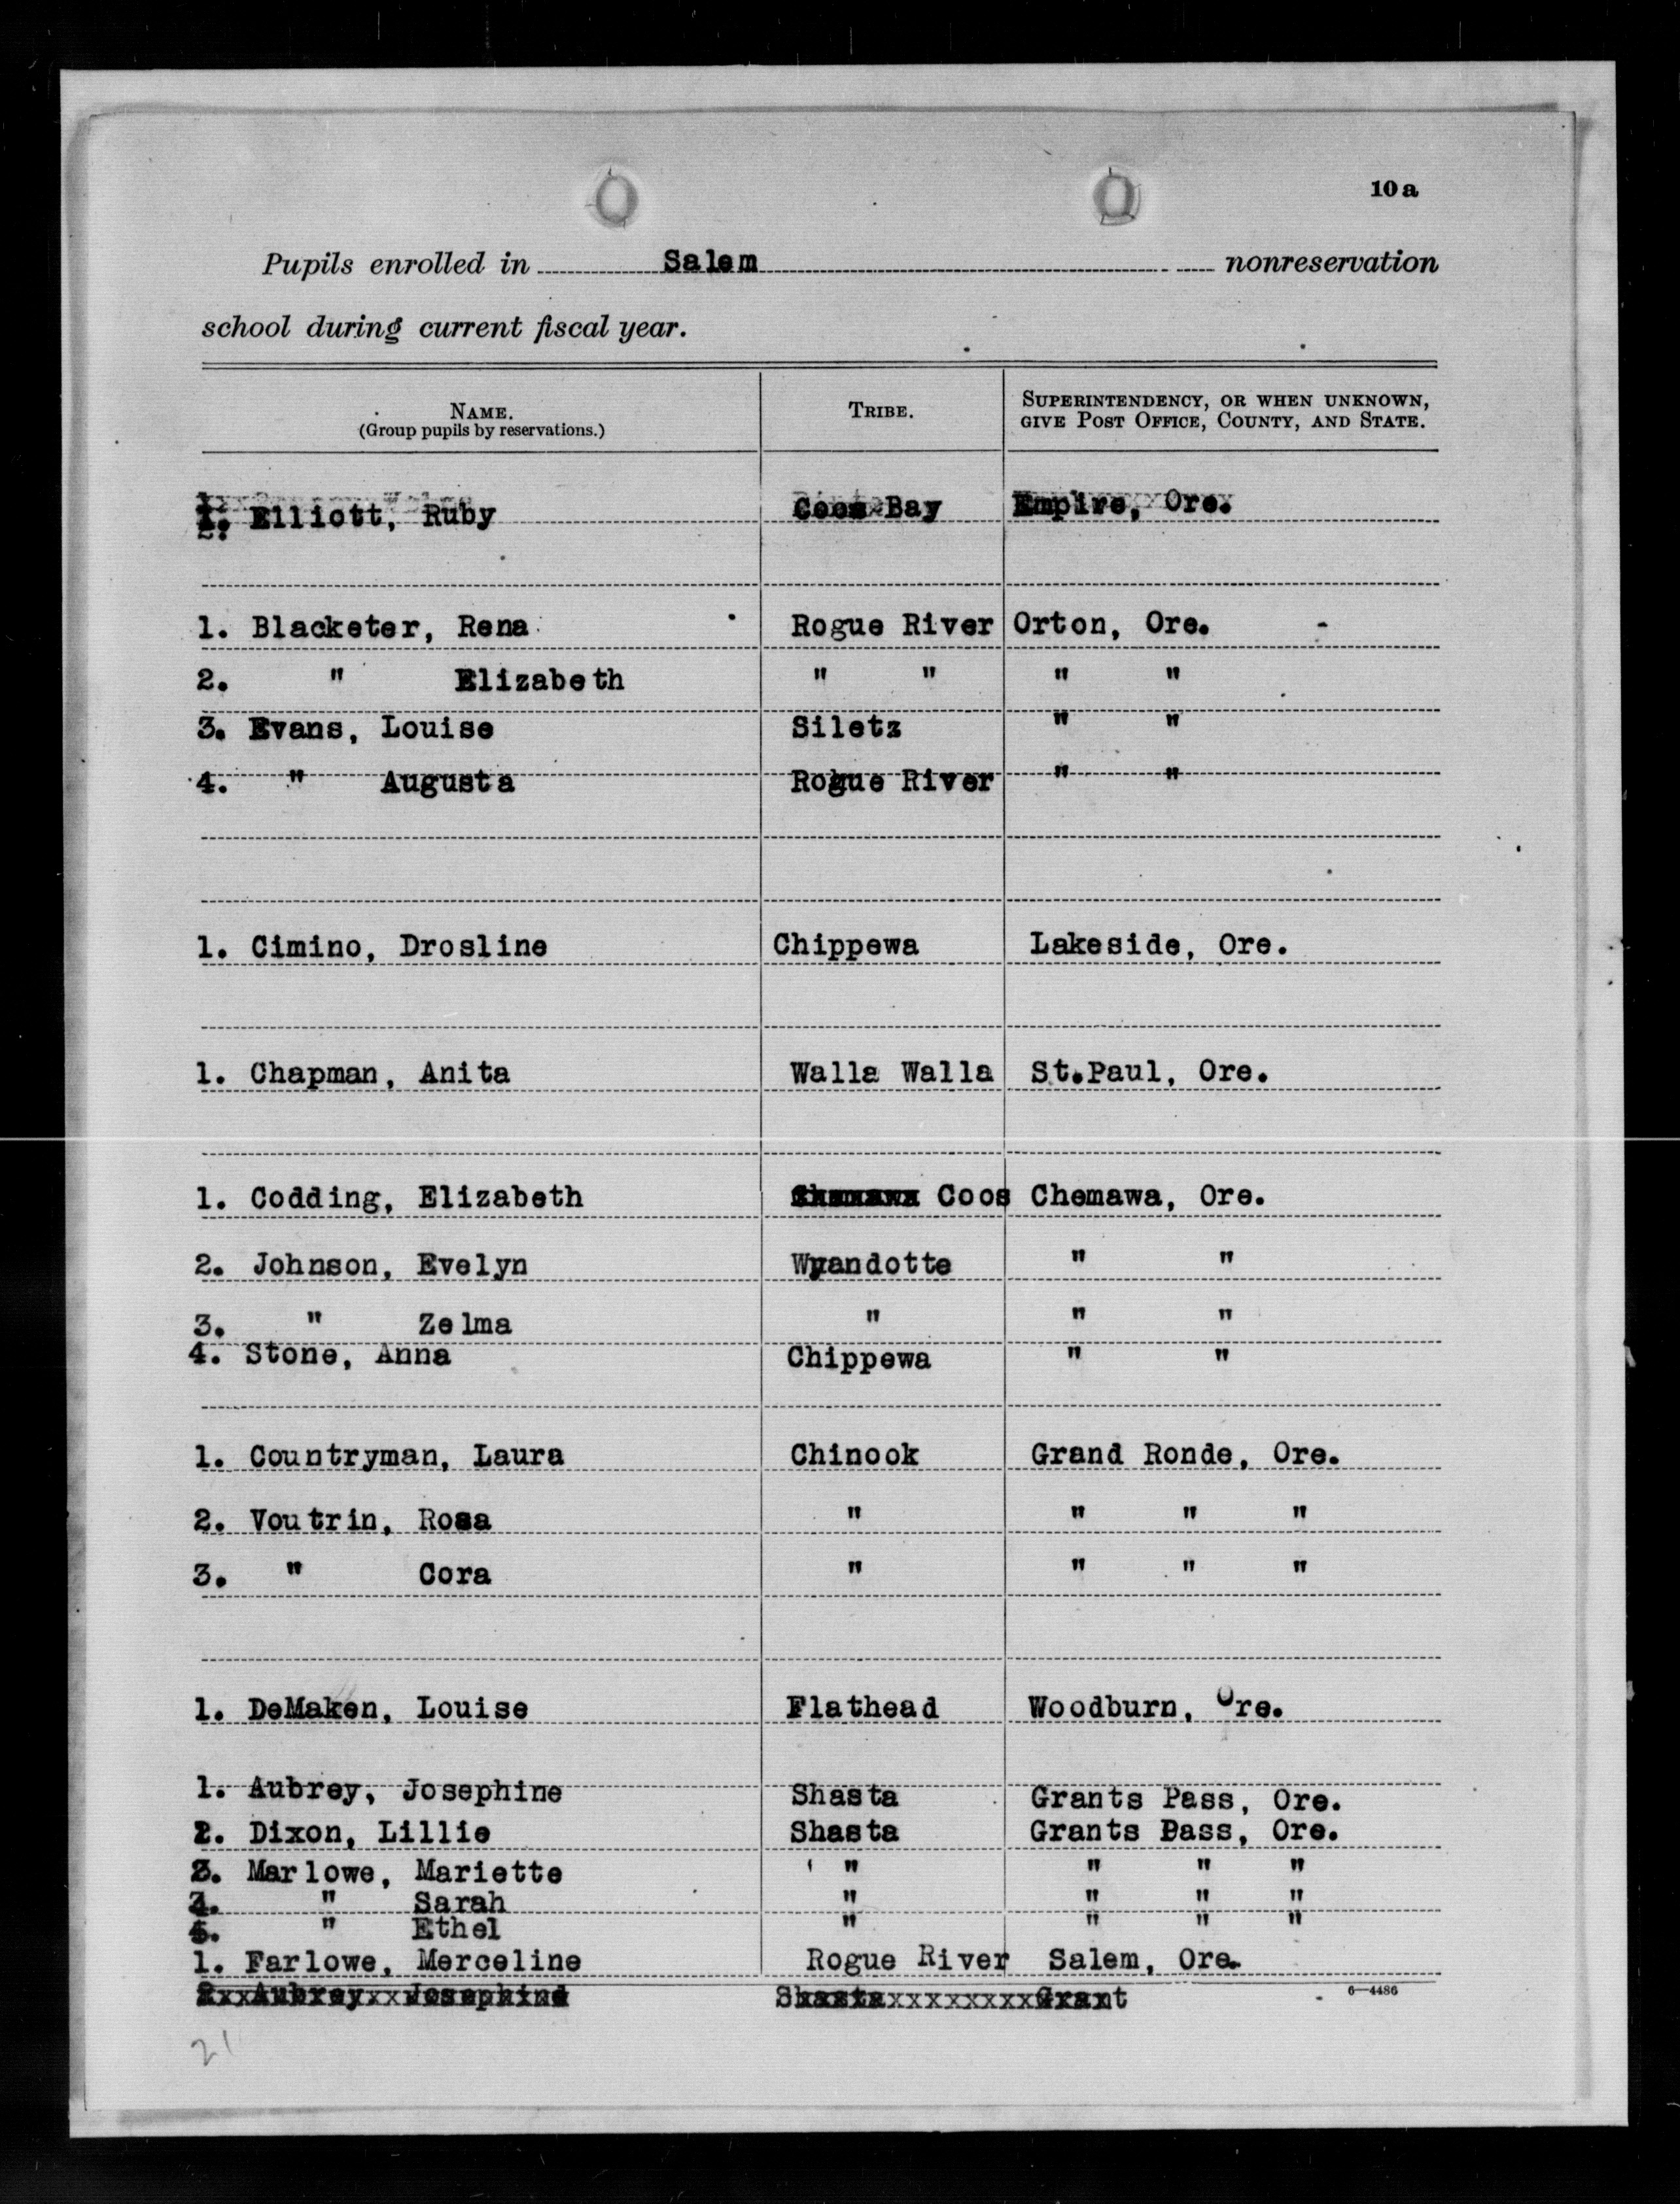 10a
Pupils enrolled in Salem nonreservation
school during current fiscal year.
NAME. (Group pupils by reservations.) TRIBE. SUPERINTENDENCY, OR WHEN UNKNOWN, GIVE POST OFFICE, COUNTY, AND STATE.
1. Elliott, Ruby Coos Bay Empire, Ore.
1. Blacketer, Rena Rogue River Orton, Ore.
2. " Elizabeth " " " "
3. Evans, Louise Siletz " "
4. " Augusta Rogue River " "
1. Cimino, Drosline Chippewa Lakeside, Ore.
1. Chapman, Anita Walla Walla St.Paul, Ore.
1. Codding, Elizabeth Chemawa Coos Chemawa, Ore.
2. Johnson, Evelyn Wyandotte " "
3. " Zelma " " "
4. Stone, Anna Chippewa " "
1. Countryman, Laura Chinook Grand Ronde, Ore.
2. Voutrin, Rosa " " " "
3. " Cora " " " "
1. DeMaken, Louise Flathead Woodburn, Ore.
1. Aubrey, Josephine Shasta Grants Pass, Ore.
2. Dixon, Lillie Shasta Grants Pass, Ore.
3. Marlowe, Mariette " " " "
" Sarah " " " "
" Ethel " " " "
1. Farlowe, Merceline Rogue River Salem, Ore.
Aubrey Josephine Shasta Grant
6—4486
21